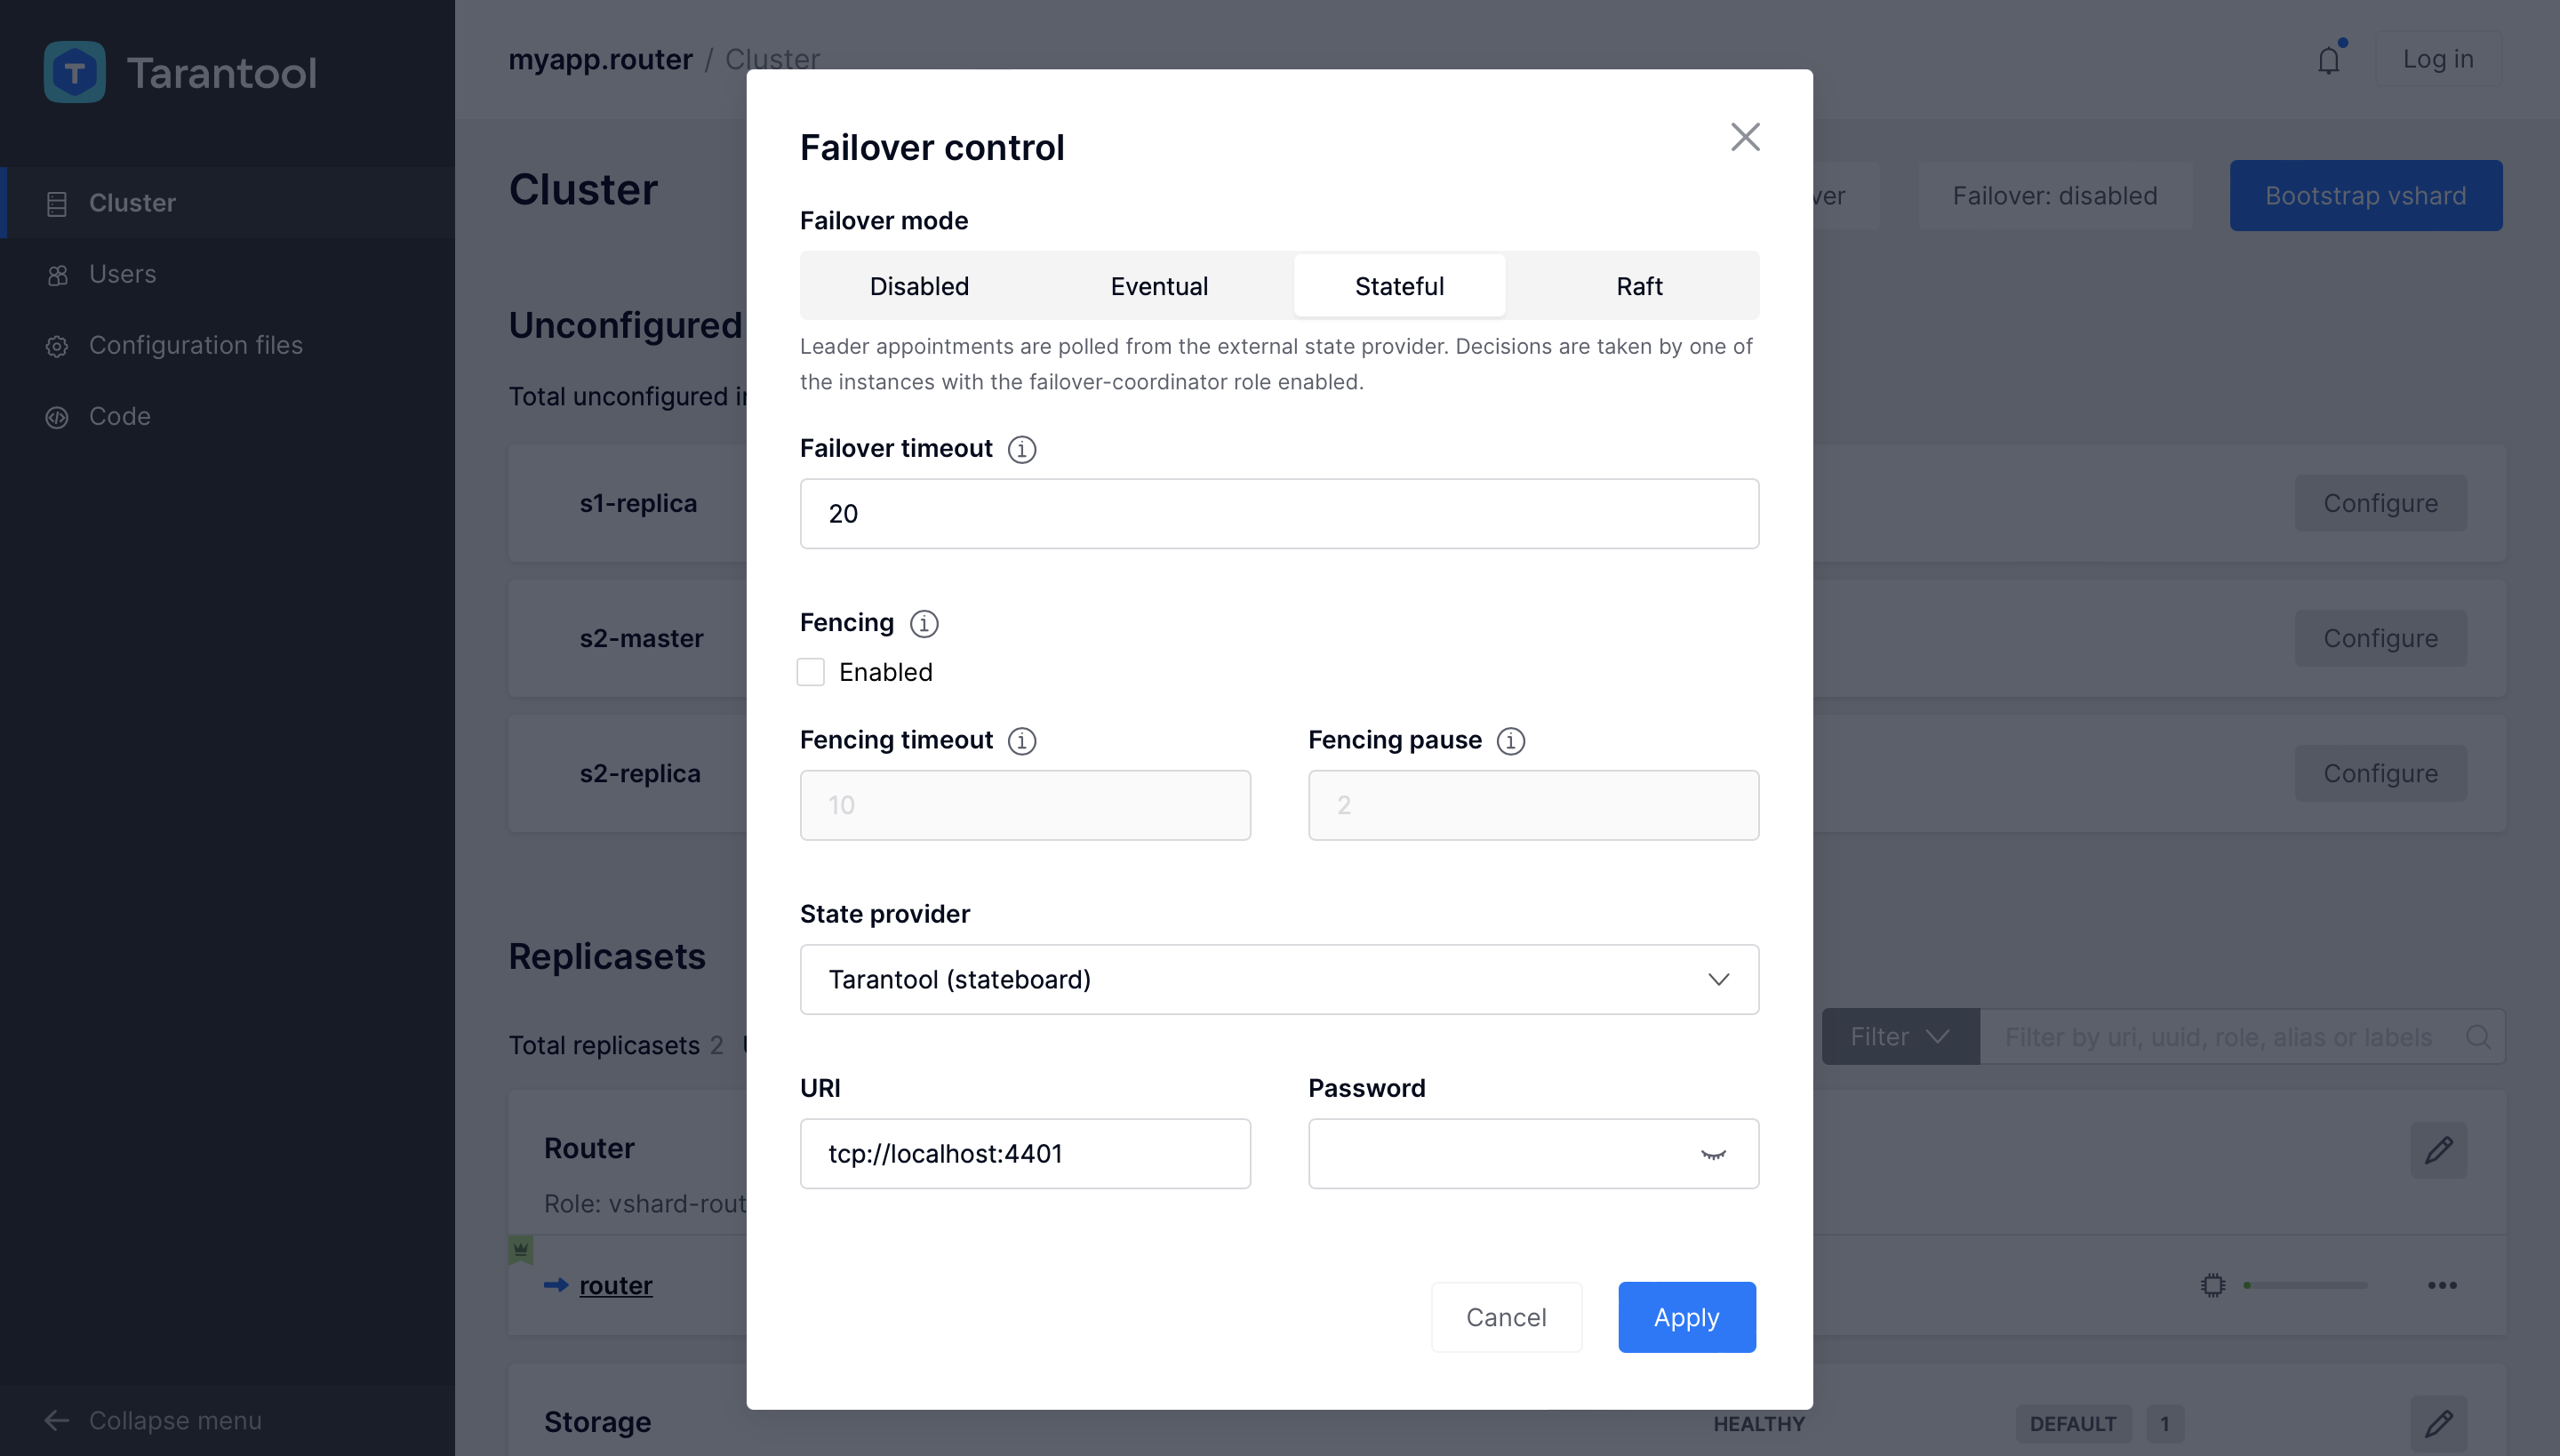 Tarantool
Cluster
Users
Configuration files
Code
Collapse menu
myapp.router / Cluster
Log in
Cluster
Failover: disabled
Bootstrap vshard
Unconfigured
Total unconfigured
s1-replica
Configure
s2-master
Configure
s2-replica
Configure
Replicasets
Total replicasets 2
Filter
Filter by uri, uuid, role, alias or labels
Router
Role: vshard-rout
router
Storage
HEALTHY
DEFAULT
1
Failover control
Failover mode
Disabled
Eventual
Stateful
Raft
Leader appointments are polled from the external state provider. Decisions are taken by one of
the instances with the failover-coordinator role enabled.
Failover timeout
20
Fencing
Enabled
Fencing timeout
Fencing pause
10
2
State provider
Tarantool (stateboard)
URI
Password
tcp://localhost:4401
Cancel
Apply